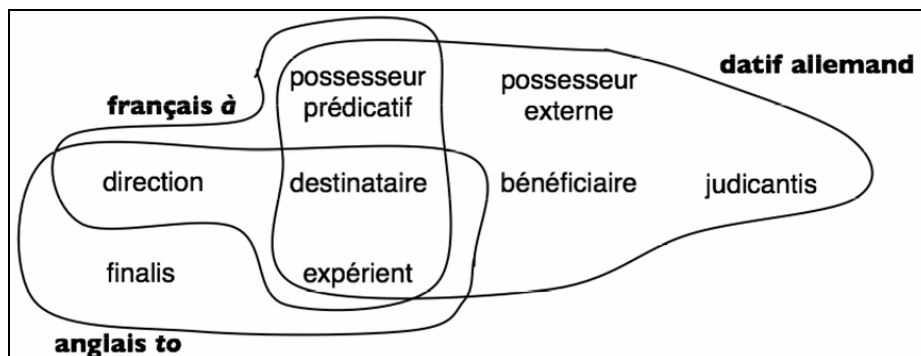 possesseur
prédicatif
possesseur
externe
datif allemand
français à
direction
destinataire
bénéficiaire
judicantis
finalis
expérient
anglais to